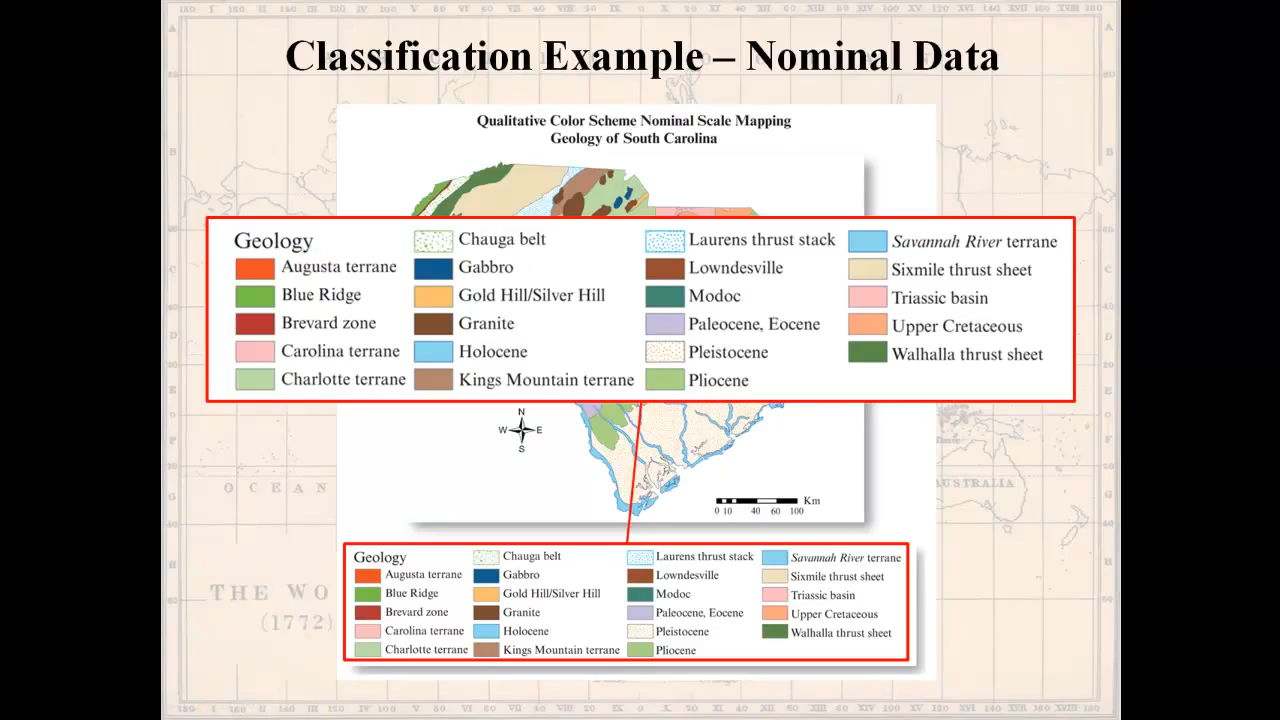 Classification Example – Nominal Data
Qualitative Color Scheme Nominal Scale Mapping
Geology of South Carolina
Geology
Augusta terrane
Blue Ridge
Brevard zone
Carolina terrane
Charlotte terrane
Chauga belt
Gabbro
Gold Hill/Silver Hill
Granite
Holocene
Kings Mountain terrane
Laurens thrust stack
Lowndesville
Modoc
Paleocene, Eocene
Pleistocene
Pliocene
Savannah River terrane
Sixmile thrust sheet
Triassic basin
Upper Cretaceous
Walhalla thrust sheet
N
W E
S
Km
0 10 40 60 100
Geology
Augusta terrane
Blue Ridge
Brevard zone
Carolina terrane
Charlotte terrane
Chauga belt
Gabbro
Gold Hill/Silver Hill
Granite
Holocene
Kings Mountain terrane
Laurens thrust stack
Lowndesville
Modoc
Paleocene, Eocene
Pleistocene
Pliocene
Savannah River terrane
Sixmile thrust sheet
Triassic basin
Upper Cretaceous
Walhalla thrust sheet
OCEAN
AUSTRALIA
THE WO
(1772)